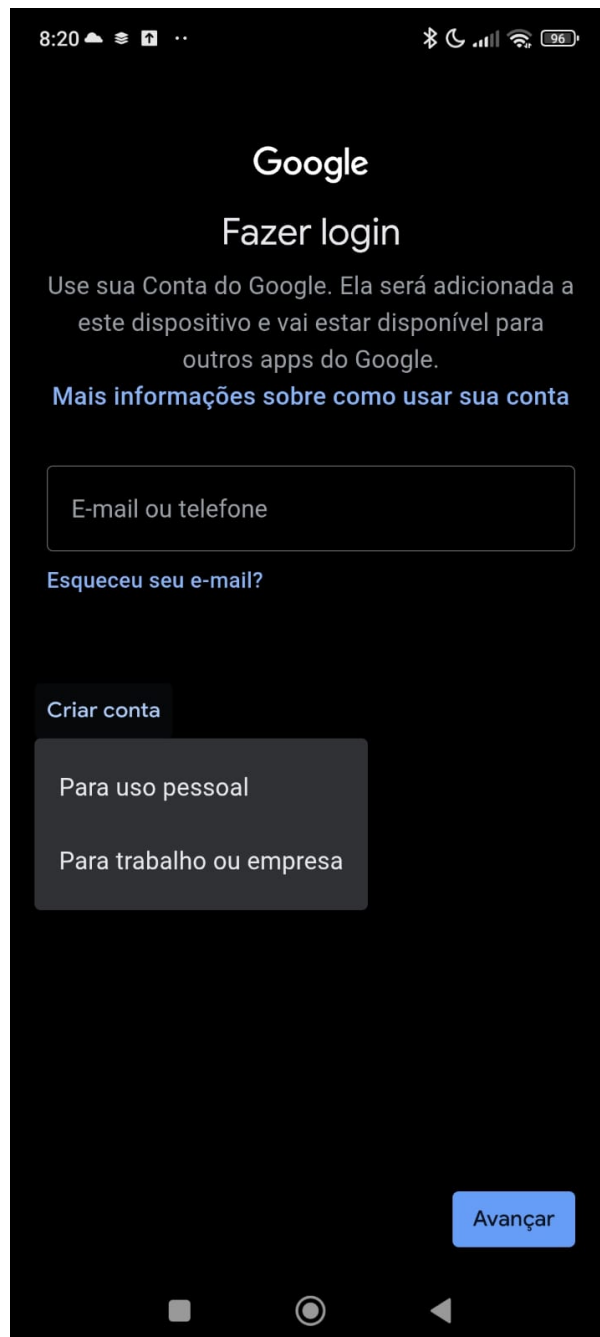 8:20
96
Google
Fazer login
Use sua Conta do Google. Ela será adicionada a
este dispositivo e vai estar disponível para
outros apps do Google.
Mais informações sobre como usar sua conta
E-mail ou telefone
Esqueceu seu e-mail?
Criar conta
Para uso pessoal
Para trabalho ou empresa
Avançar